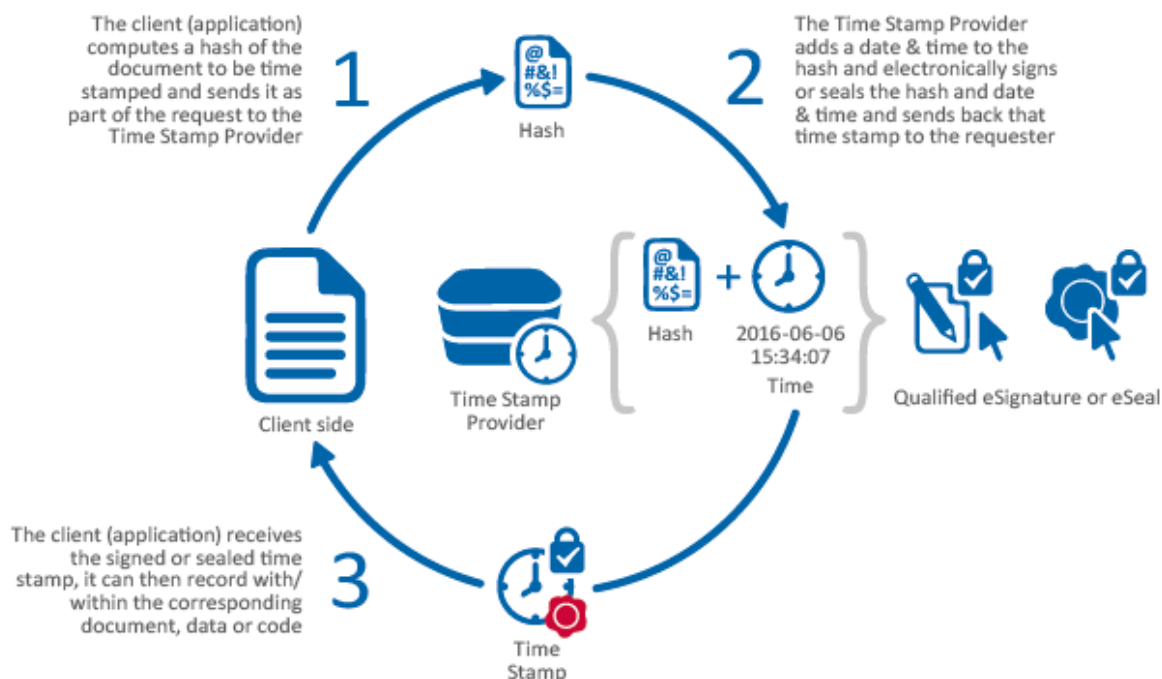 The client (application)
computes a hash of the
document to be time
stamped and sends it as
part of the request to the
Time Stamp Provider
1
@
#&!
%$=
Hash
2
The Time Stamp Provider
adds a date & time to the
hash and electronically signs
or seals the hash and date
& time and sends back that
time stamp to the requester
Client side
Time Stamp
Provider
@
#&!
%$=
Hash
+
2016-06-06
15:34:07
Time
Qualified eSignature or eSeal
The client (application) receives
the signed or sealed time
stamp, it can then record with/
within the corresponding
document, data or code
3
Time
Stamp